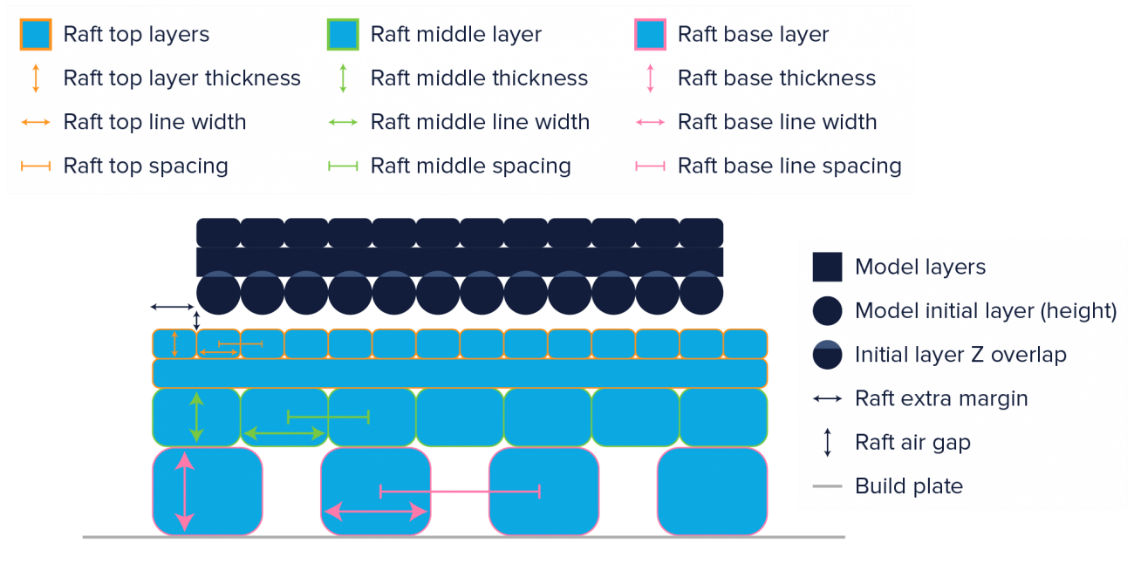 Raft top layers
Raft top layer thickness
Raft top line width
Raft top spacing
Raft middle layer
Raft middle thickness
Raft middle line width
Raft middle spacing
Raft base layer
Raft base thickness
Raft base line width
Raft base line spacing
Model layers
Model initial layer (height)
Initial layer Z overlap
Raft extra margin
Raft air gap
Build plate